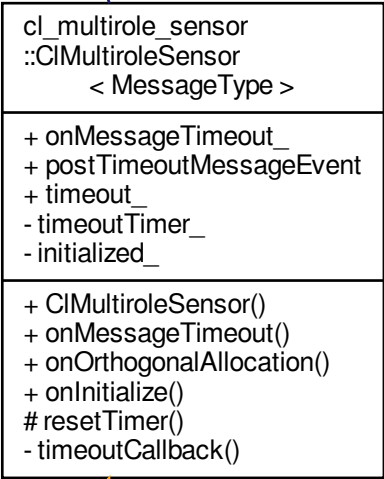 cl_multirole_sensor
::ClMultiroleSensor
< MessageType >
+ onMessageTimeout_
+ postTimeoutMessageEvent
+ timeout_
- timeoutTimer_
- initialized_
+ ClMultiroleSensor()
+ onMessageTimeout()
+ onOrthogonalAllocation()
+ onInitialize()
# resetTimer()
- timeoutCallback()